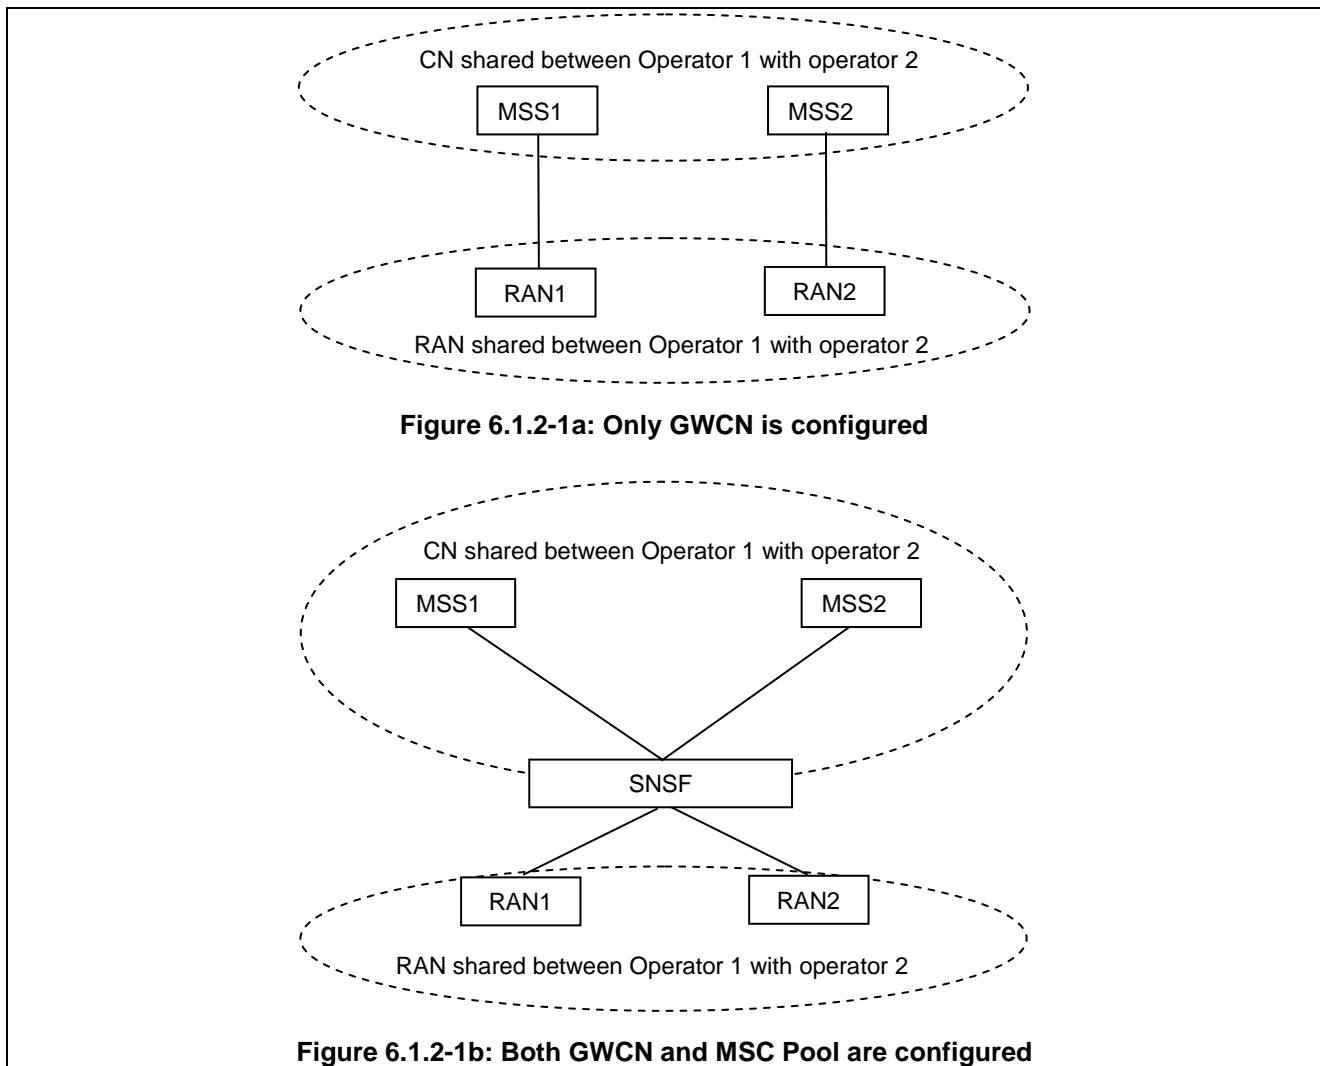 CN shared between Operator 1 with operator 2
MSS1
MSS2
RAN1
RAN2
RAN shared between Operator 1 with operator 2
Figure 6.1.2-1a: Only GWCN is configured
CN shared between Operator 1 with operator 2
MSS1
MSS2
SNSF
RAN1
RAN2
RAN shared between Operator 1 with operator 2
Figure 6.1.2-1b: Both GWCN and MSC Pool are configured